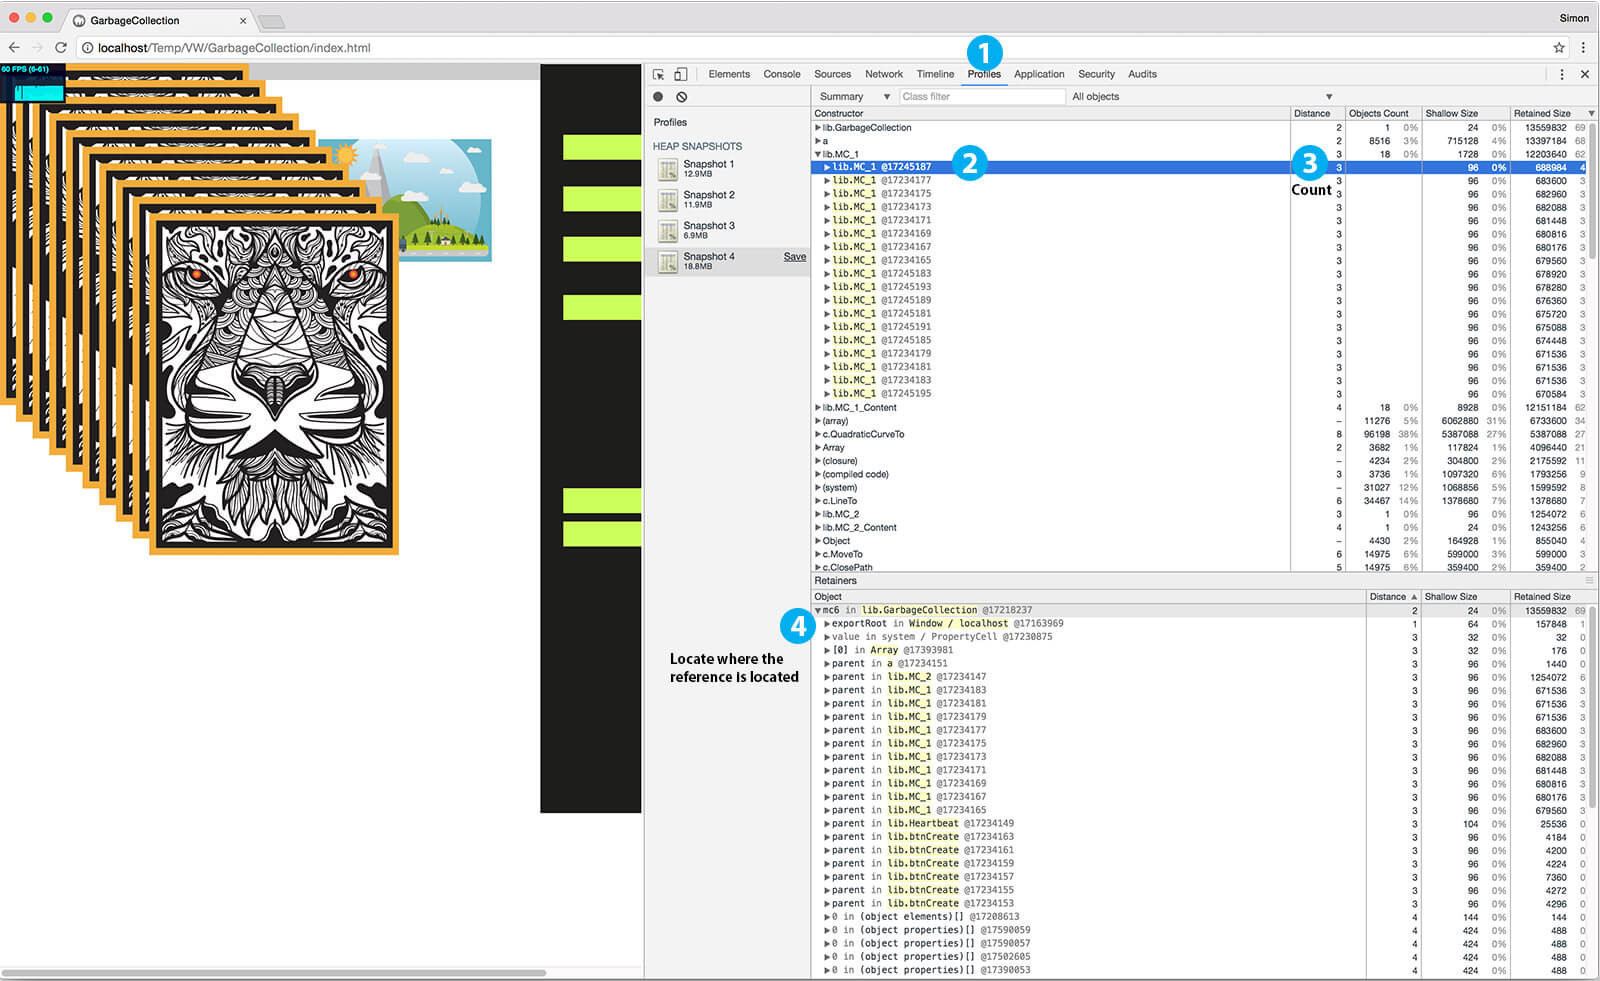 GarbageCollection
Simon
localhost/Temp/VW/GarbageCollection/index.html
60 FPS (6-61)
1
Elements Console Sources Network Timeline Profiles Application Security Audits
Profiles
HEAP SNAPSHOTS
Snapshot 1
12.9MB
Snapshot 2
11.9MB
Snapshot 3
6.9MB
Snapshot 4 Save
18.8MB
Summary Class filter All objects
Constructor Distance Objects Count Shallow Size Retained Size
lib.GarbageCollection 2 1 0% 24 0% 13559832 69
a 2 8516 3% 715128 4% 13397184 68
lib.MC_1 3 18 0% 1728 0% 12203640 62
lib.MC_1 @17245187 3 96 0% 688984 4
2
3
Count
lib.MC_1 @17234177 3 96 0% 683600 3
lib.MC_1 @17234175 3 96 0% 682960 3
lib.MC_1 @17234173 3 96 0% 682088 3
lib.MC_1 @17234171 3 96 0% 681448 3
lib.MC_1 @17234169 3 96 0% 680816 3
lib.MC_1 @17234167 3 96 0% 680176 3
lib.MC_1 @17234165 3 96 0% 679560 3
lib.MC_1 @17245183 3 96 0% 678920 3
lib.MC_1 @17245193 3 96 0% 678280 3
lib.MC_1 @17245189 3 96 0% 676360 3
lib.MC_1 @17245181 3 96 0% 675720 3
lib.MC_1 @17245191 3 96 0% 675088 3
lib.MC_1 @17245185 3 96 0% 674448 3
lib.MC_1 @17234179 3 96 0% 671536 3
lib.MC_1 @17234181 3 96 0% 671536 3
lib.MC_1 @17234183 3 96 0% 671536 3
lib.MC_1 @17245195 3 96 0% 670584 3
lib.MC_1_Content 4 18 0% 8928 0% 12151184 62
(array) – 11276 5% 6062880 31% 6733600 34
c.QuadraticCurveTo 8 96198 38% 5387088 27% 5387088 27
Array 2 3682 1% 117824 1% 4096440 21
(closure) – 4234 2% 304800 2% 2175592 11
(compiled code) 3 3736 1% 1097320 6% 1793256 9
(system) – 31027 12% 1068856 5% 1599592 8
c.LineTo 6 34467 14% 1378680 7% 1378680 7
lib.MC_2 3 1 0% 96 0% 1254072 6
lib.MC_2_Content 4 1 0% 24 0% 1243256 6
Object – 4430 2% 164928 1% 855040 4
c.MoveTo 6 14975 6% 599000 3% 599000 3
c.ClosePath 5 14975 6% 359400 2% 359400 2
Retainers
Object Distance Shallow Size Retained Size
4
Locate where the
reference is located
mc6 in lib.GarbageCollection @17218237 2 24 0% 13559832 69
exportRoot in Window / localhost @17163969 1 64 0% 157848 1
value in system / PropertyCell @17230875 3 32 0% 32 0
[0] in Array @17393981 3 32 0% 176 0
parent in a @17234151 3 96 0% 1440 0
parent in lib.MC_2 @17234147 3 96 0% 1254072 6
parent in lib.MC_1 @17234183 3 96 0% 671536 3
parent in lib.MC_1 @17234181 3 96 0% 671536 3
parent in lib.MC_1 @17234179 3 96 0% 671536 3
parent in lib.MC_1 @17234177 3 96 0% 683600 3
parent in lib.MC_1 @17234175 3 96 0% 682960 3
parent in lib.MC_1 @17234173 3 96 0% 682088 3
parent in lib.MC_1 @17234171 3 96 0% 681448 3
parent in lib.MC_1 @17234169 3 96 0% 680816 3
parent in lib.MC_1 @17234167 3 96 0% 680176 3
parent in lib.MC_1 @17234165 3 96 0% 679560 3
parent in lib.Heartbeat @17234149 3 104 0% 25536 0
parent in lib.btnCreate @17234163 3 96 0% 4184 0
parent in lib.btnCreate @17234161 3 96 0% 4200 0
parent in lib.btnCreate @17234159 3 96 0% 4224 0
parent in lib.btnCreate @17234157 3 96 0% 7360 0
parent in lib.btnCreate @17234155 3 96 0% 4272 0
parent in lib.btnCreate @17234153 3 96 0% 4296 0
0 in (object elements)[] @17208613 4 144 0% 144 0
0 in (object properties)[] @17590059 4 424 0% 488 0
0 in (object properties)[] @17590057 4 424 0% 488 0
0 in (object properties)[] @17502605 4 424 0% 488 0
0 in (object properties)[] @17390053 4 424 0% 488 0